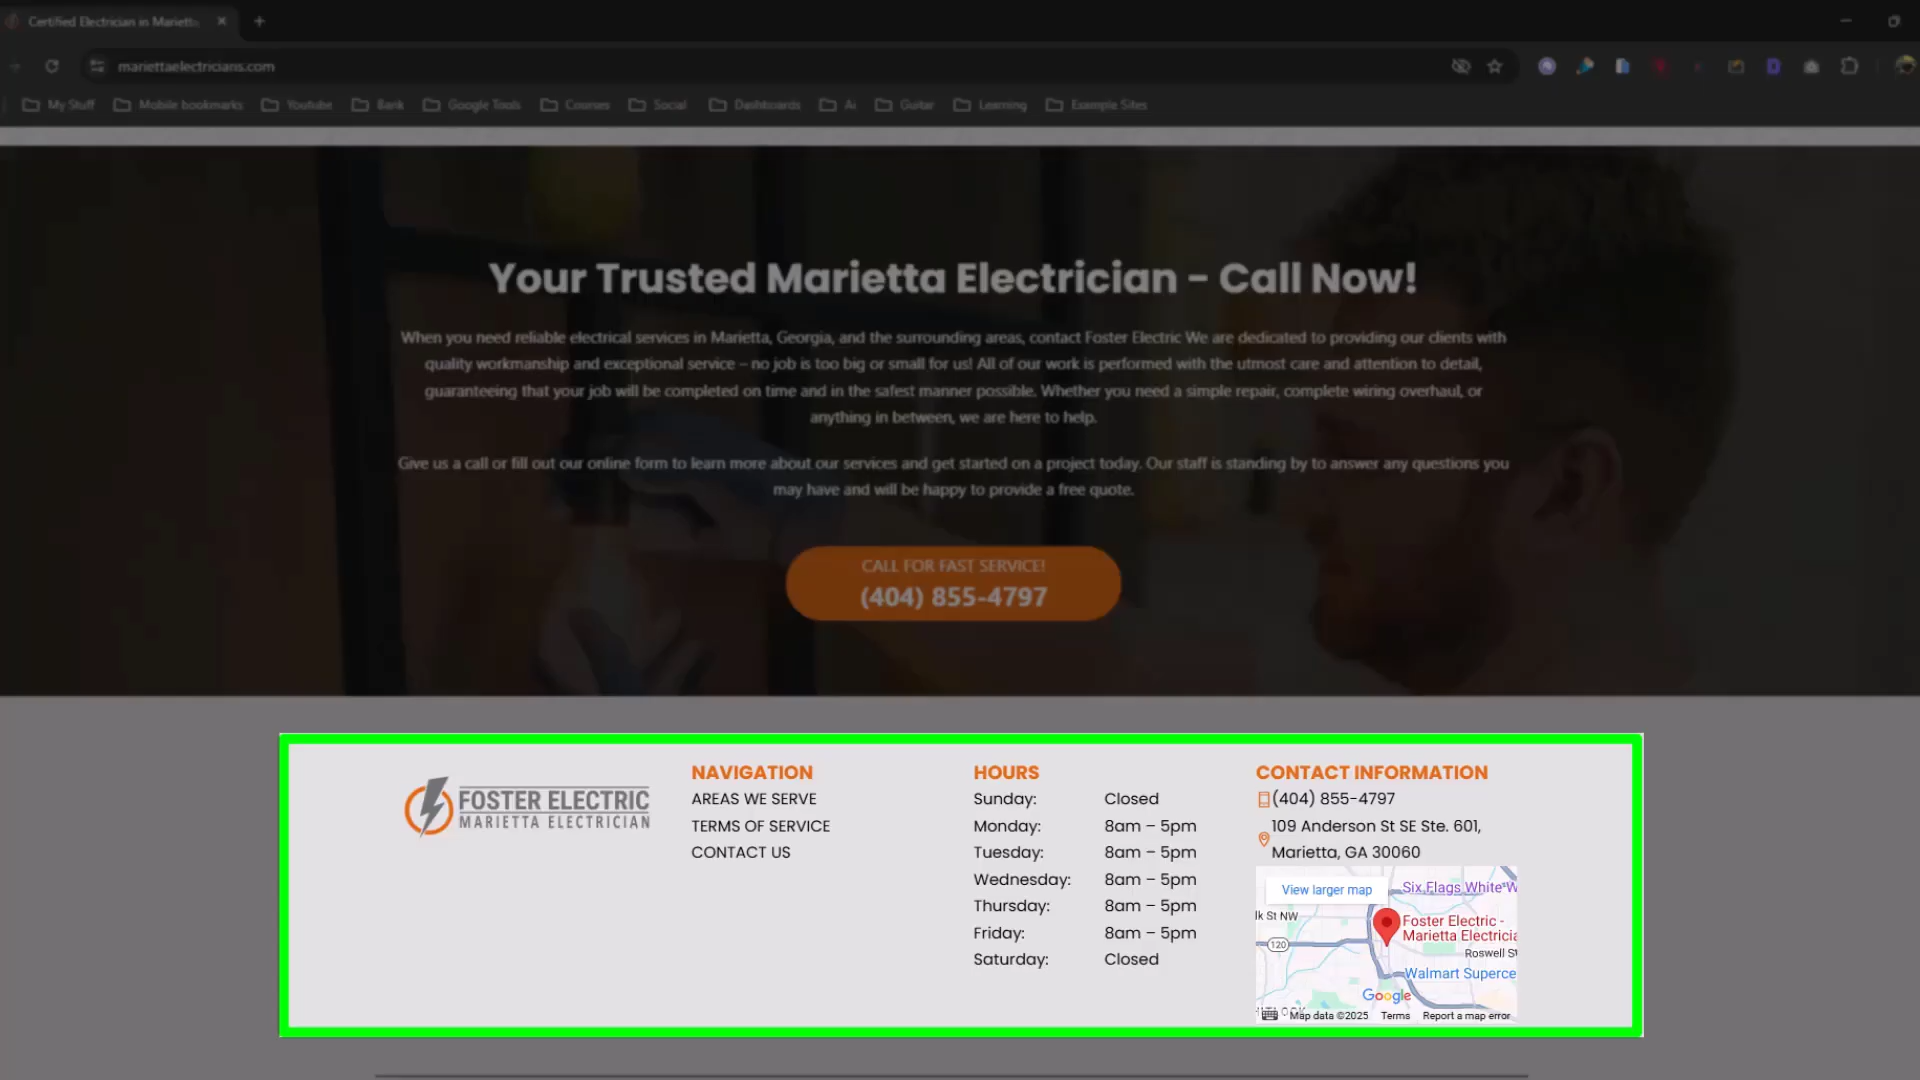 Certified Electrician in Marietta
mariettaelectricians.com
My Stuff
Mobile bookmarks
Youtube
Bank
Google Tools
Courses
Social
Dashboards
Ai
Guitar
Learning
Example Sites
Your Trusted Marietta Electrician – Call Now!
When you need reliable electrical services in Marietta, Georgia, and the surrounding areas, contact Foster Electric We are dedicated to providing our clients with
quality workmanship and exceptional service – no job is too big or small for us! All of our work is performed with the utmost care and attention to detail,
guaranteeing that your job will be completed on time and in the safest manner possible. Whether you need a simple repair, complete wiring overhaul, or
anything in between, we are here to help.
Give us a call or fill out our online form to learn more about our services and get started on a project today. Our staff is standing by to answer any questions you
may have and will be happy to provide a free quote.
CALL FOR FAST SERVICE!
(404) 855-4797
FOSTER ELECTRIC
MARIETTA ELECTRICIAN
NAVIGATION
AREAS WE SERVE
TERMS OF SERVICE
CONTACT US
HOURS
Sunday: Closed
Monday: 8am – 5pm
Tuesday: 8am – 5pm
Wednesday: 8am – 5pm
Thursday: 8am – 5pm
Friday: 8am – 5pm
Saturday: Closed
CONTACT INFORMATION
(404) 855-4797
109 Anderson St SE Ste. 601,
Marietta, GA 30060
View larger map
Six Flags White W
lk St NW
Foster Electric -
Marietta Electricia
120
Roswell St
Walmart Superce
Google
Map data ©2025 Terms Report a map error